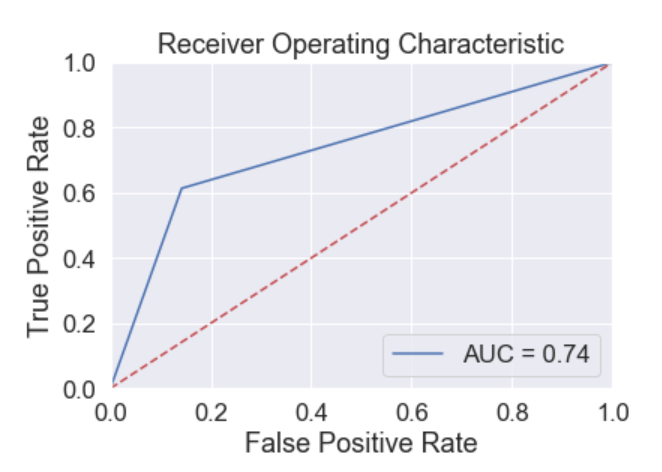 Receiver Operating Characteristic
True Positive Rate
1.0
0.8
0.6
0.4
0.2
0.0
AUC = 0.74
0.0 0.2 0.4 0.6 0.8 1.0
False Positive Rate